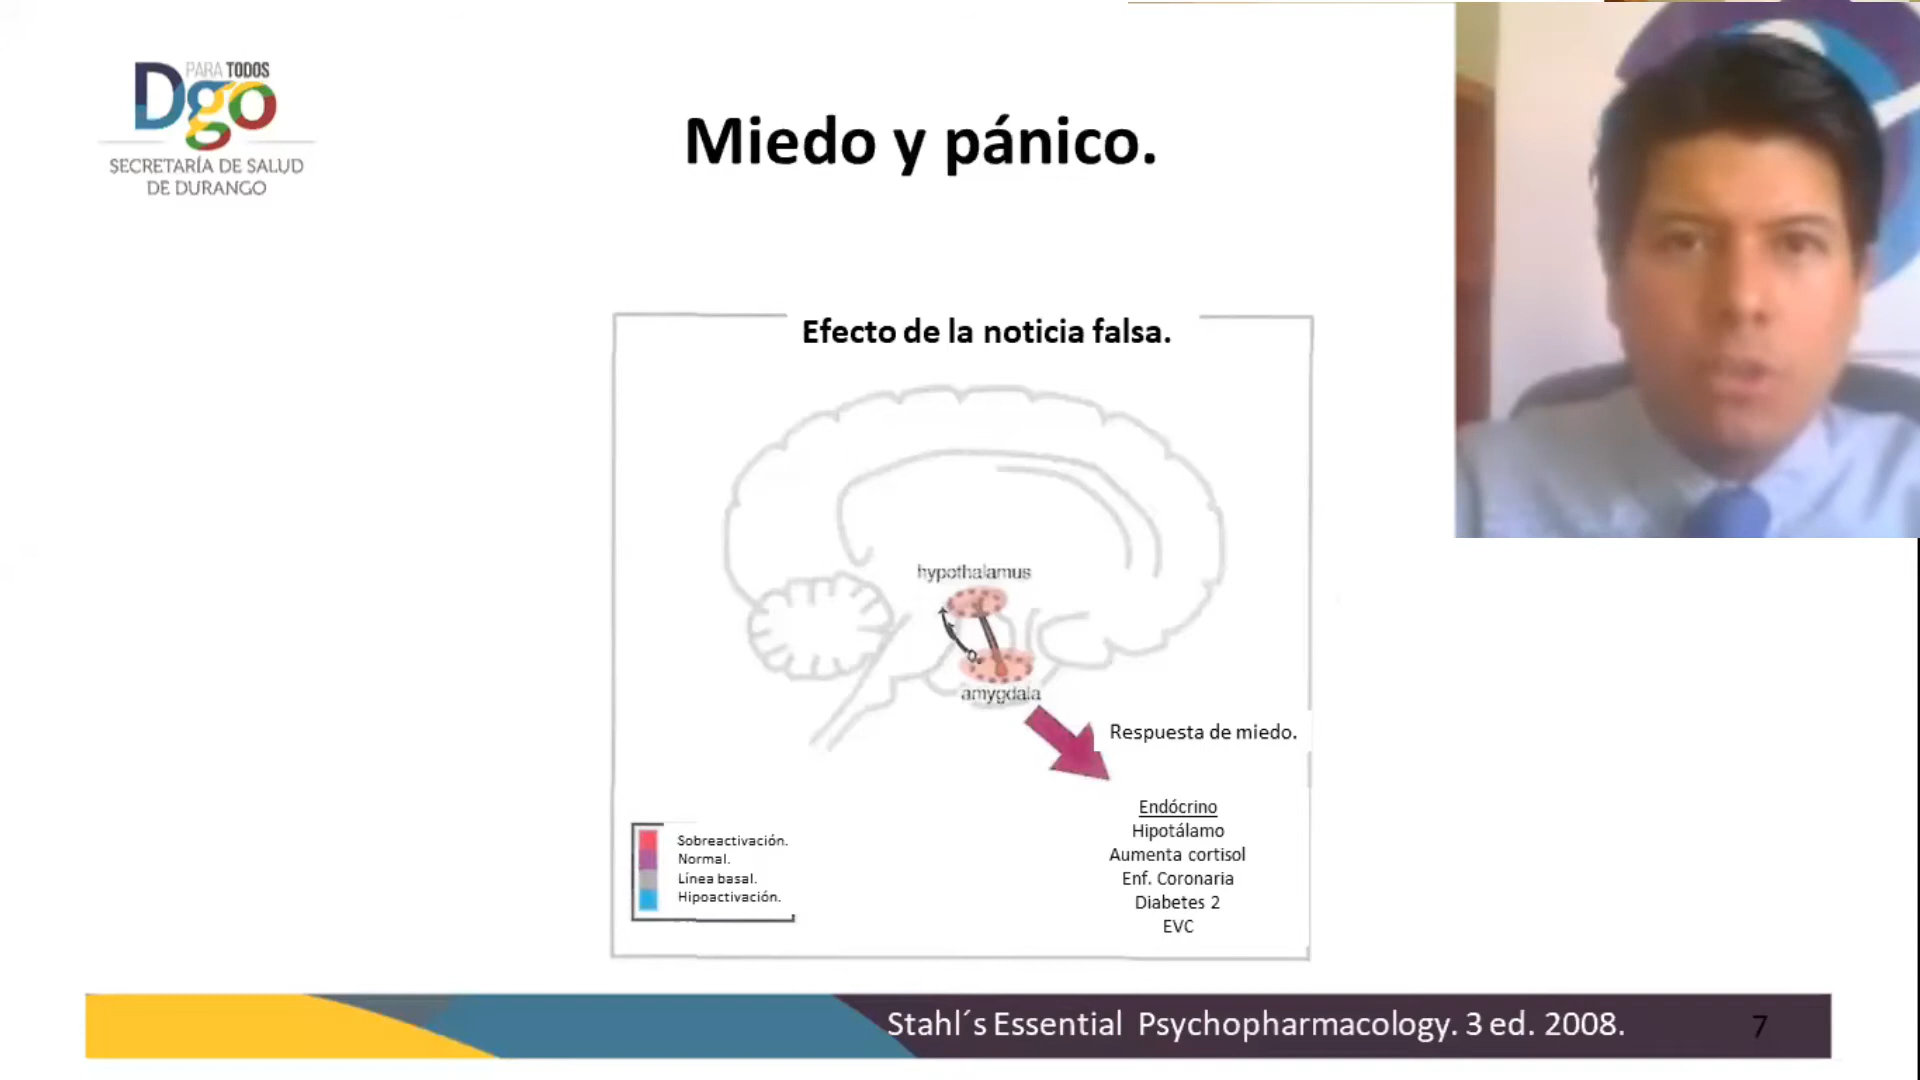 PARA TODOS
Dgo
SECRETARÍA DE SALUD
DE DURANGO
Miedo y pánico.
Efecto de la noticia falsa.
hypothalamus
amygdala
Respuesta de miedo.
Endócrino
Hipotálamo
Aumenta cortisol
Enf. Coronaria
Diabetes 2
EVC
Sobreactivación.
Normal.
Línea basal.
Hipoactivación.
Stahl´s Essential Psychopharmacology. 3 ed. 2008.
7